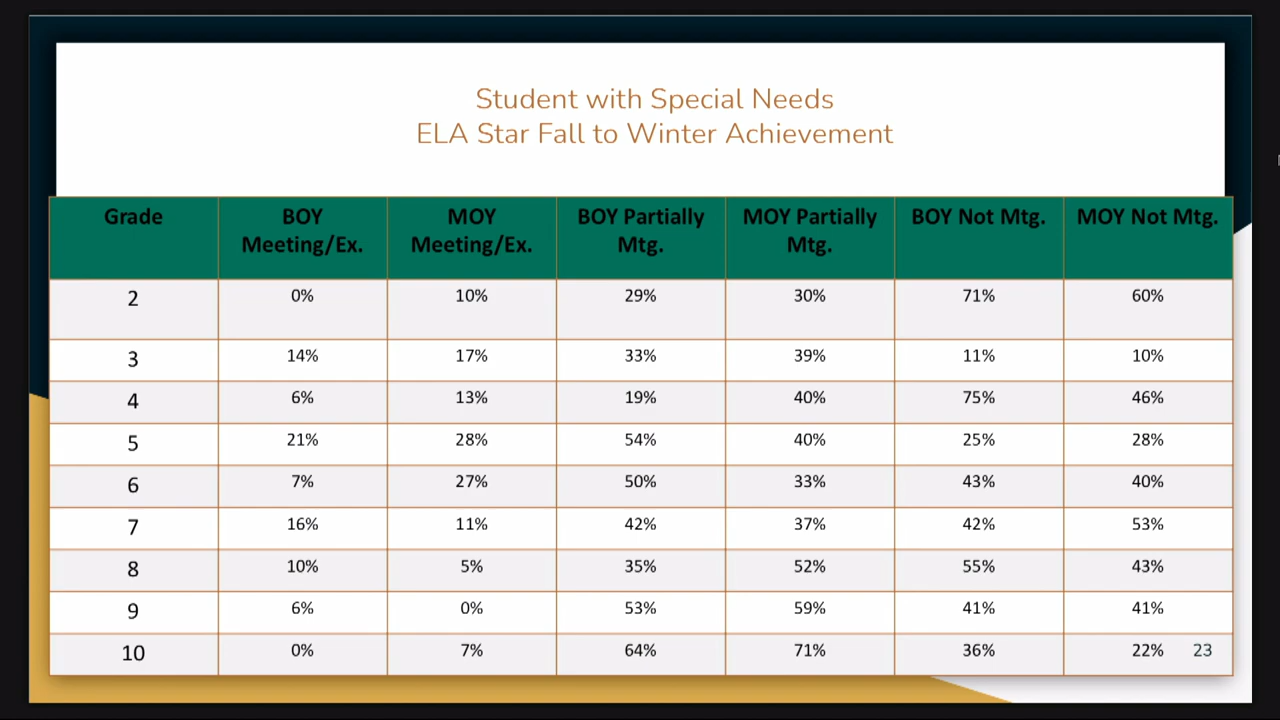 Student with Special Needs
ELA Star Fall to Winter Achievement
Grade BOY Meeting/Ex. MOY Meeting/Ex. BOY Partially Mtg. MOY Partially Mtg. BOY Not Mtg. MOY Not Mtg.
2 0% 10% 29% 30% 71% 60%
3 14% 17% 33% 39% 11% 10%
4 6% 13% 19% 40% 75% 46%
5 21% 28% 54% 40% 25% 28%
6 7% 27% 50% 33% 43% 40%
7 16% 11% 42% 37% 42% 53%
8 10% 5% 35% 52% 55% 43%
9 6% 0% 53% 59% 41% 41%
10 0% 7% 64% 71% 36% 22% 23